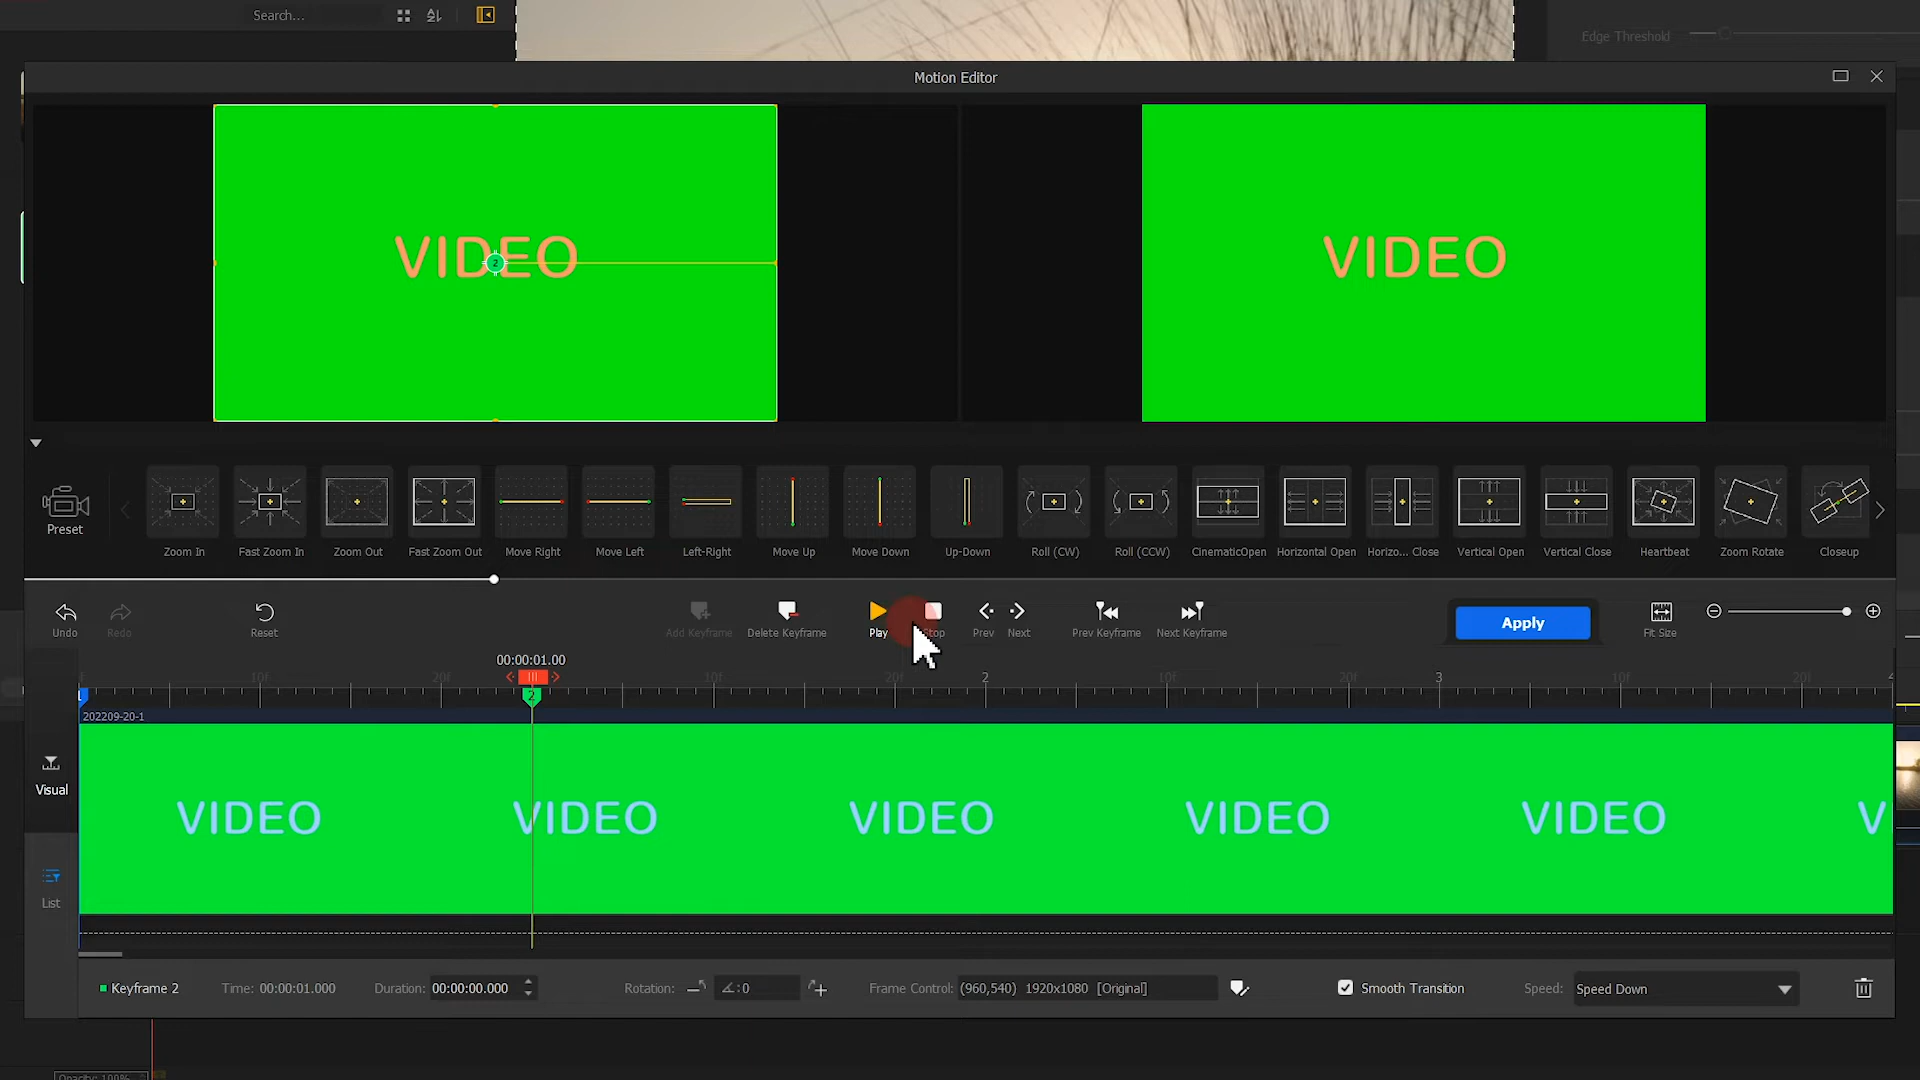 Search...
Edge Threshold
Motion Editor
VIDEO
2
VIDEO
Preset
Zoom In
Fast Zoom In
Zoom Out
Fast Zoom Out
Move Right
Move Left
Left-Right
Move Up
Move Down
Up-Down
Roll (CW)
Roll (CCW)
CinematicOpen
Horizontal Open
Horizo... Close
Vertical Open
Vertical Close
Heartbeat
Zoom Rotate
Closeup
Undo
Redo
Reset
Add Keyframe
Delete Keyframe
Play
Stop
Prev
Next
Prev Keyframe
Next Keyframe
Apply
Fit Size
00:00:01.00
10f 20f 10f 20f 2 10f 20f 3 10f 20f 4
1 2
202209-20-1
VIDEO VIDEO VIDEO VIDEO VIDEO V
Visual
List
Keyframe 2 Time: 00:00:01.000 Duration: 00:00:00.000 Rotation: ∠:0 Frame Control: (960,540) 1920x1080 [Original] Smooth Transition Speed: Speed Down
Opacity: 100%